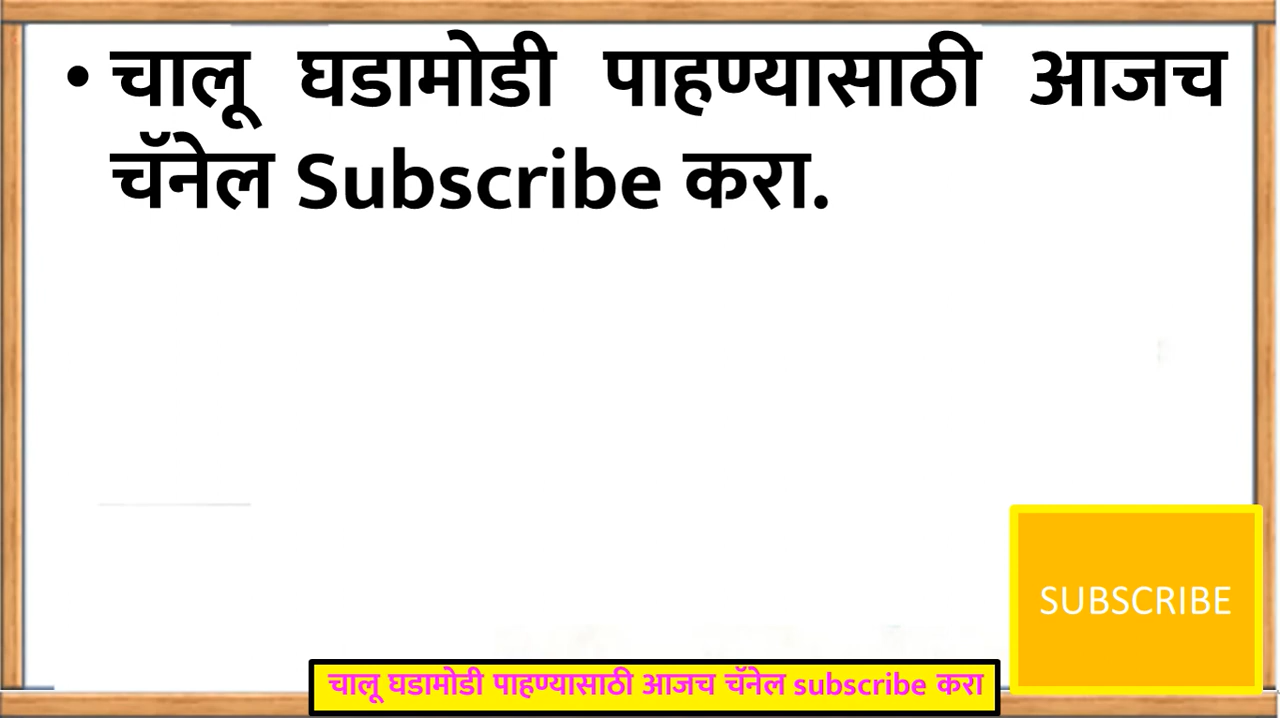 • चालू घडामोडी पाहण्यासाठी आजच
चॅनेल Subscribe करा.
SUBSCRIBE
चालू घडामोडी पाहण्यासाठी आजच चॅनेल subscribe करा